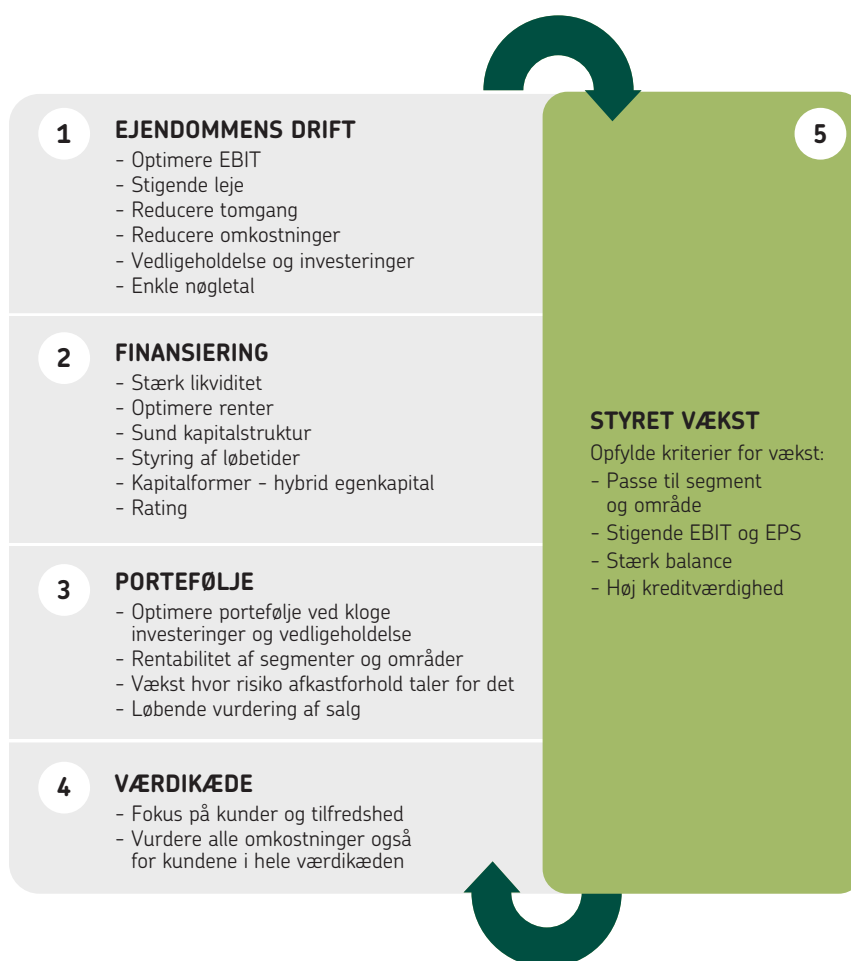 1
EJENDOMMENS DRIFT
- Optimere EBIT
- Stigende leje
- Reducere tomgang
- Reducere omkostninger
- Vedligeholdelse og investeringer
- Enkle nøgletal
2
FINANSIERING
- Stærk likviditet
- Optimere renter
- Sund kapitalstruktur
- Styring af løbetider
- Kapitalformer - hybrid egenkapital
- Rating
3
PORTEFØLJE
- Optimere portefølje ved kloge
investeringer og vedligeholdelse
- Rentabilitet af segmenter og områder
- Vækst hvor risiko afkastforhold taler for det
- Løbende vurdering af salg
4
VÆRDIKÆDE
- Fokus på kunder og tilfredshed
- Vurdere alle omkostninger også
for kundene i hele værdikæden
5
STYRET VÆKST
Opfylde kriterier for vækst:
- Passe til segment
og område
- Stigende EBIT og EPS
- Stærk balance
- Høj kreditværdighed